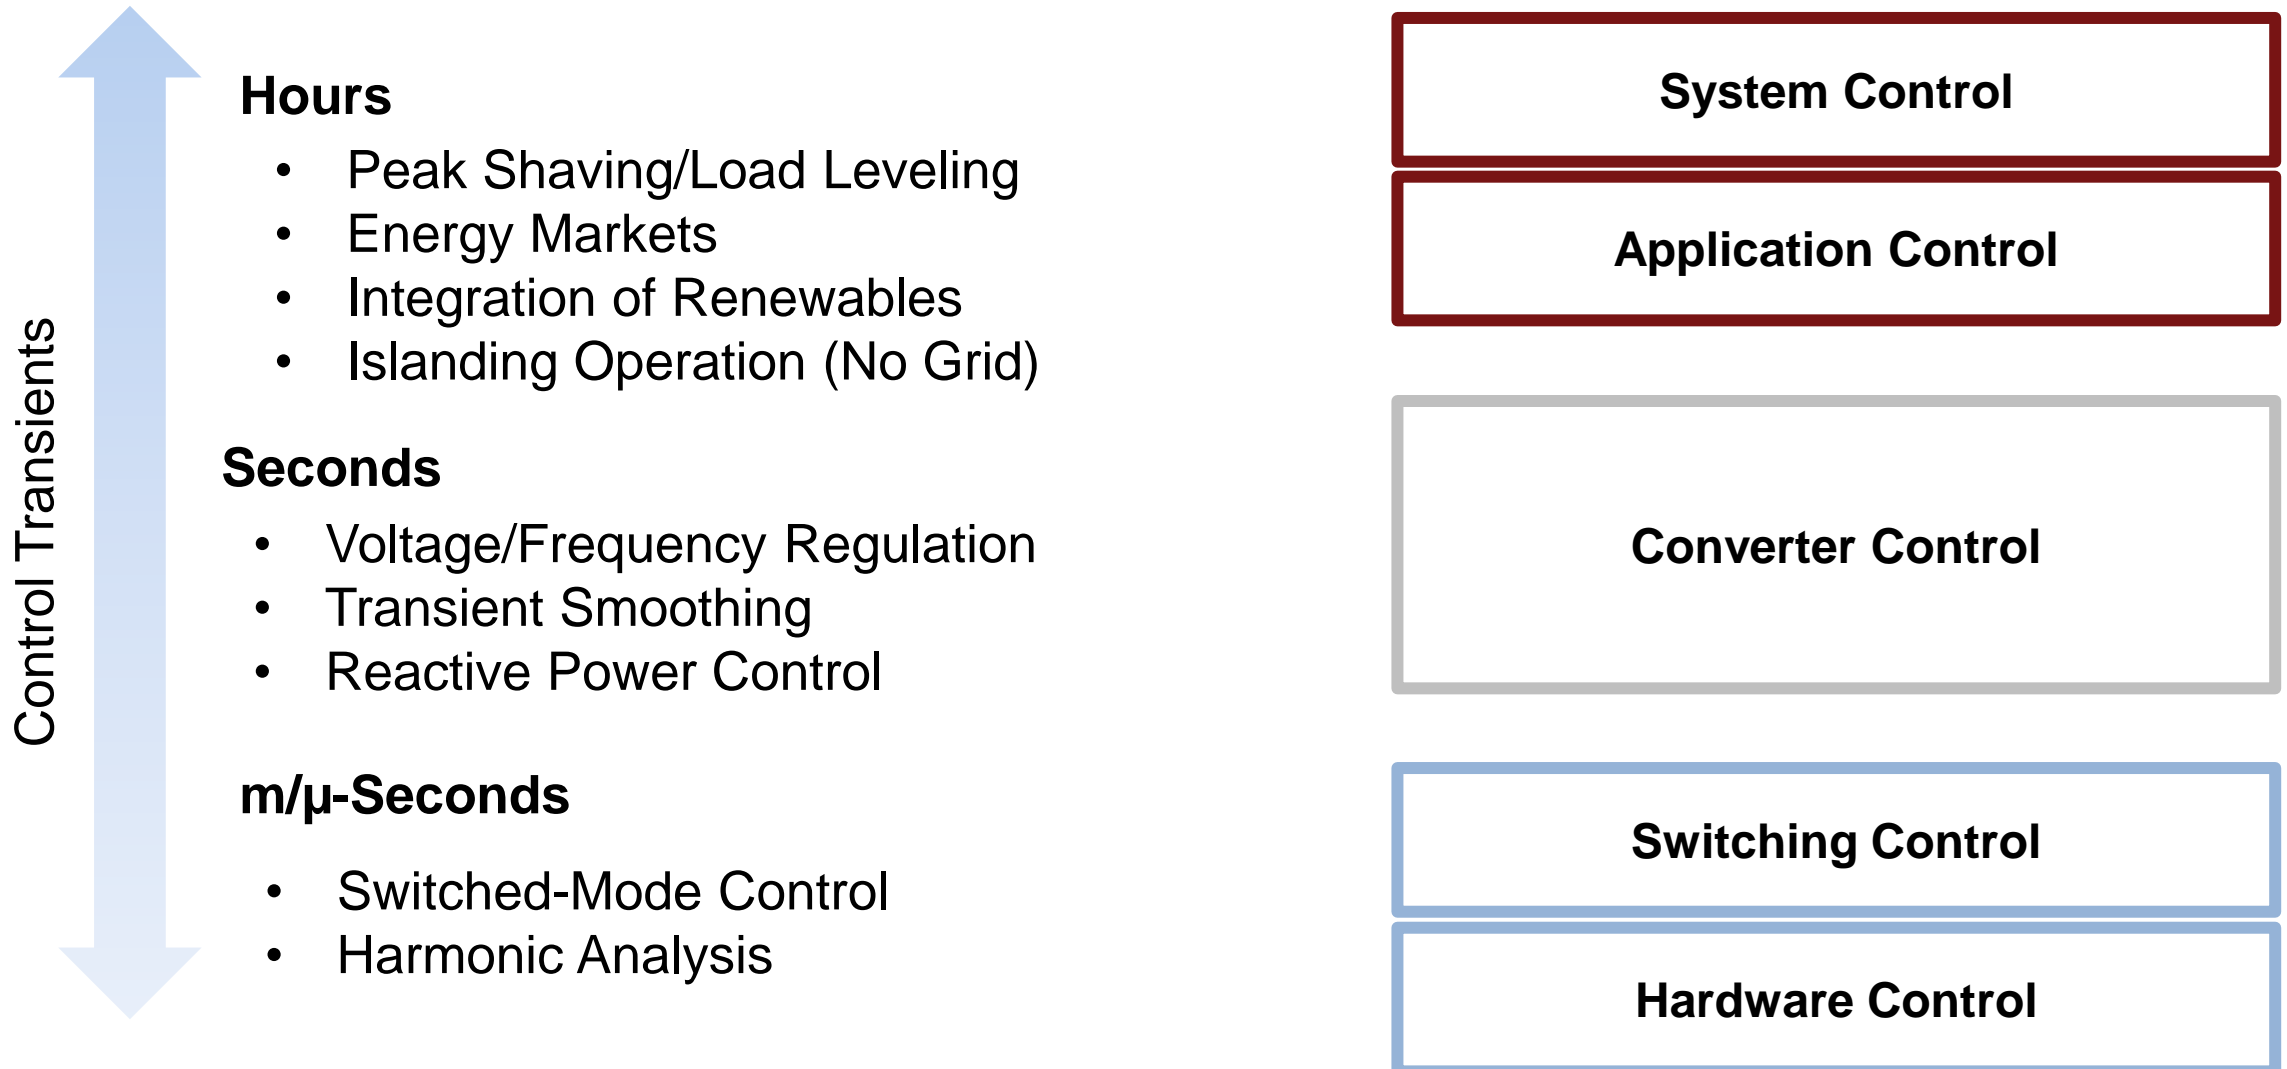 Control Transients
Hours
• Peak Shaving/Load Leveling
• Energy Markets
• Integration of Renewables
• Islanding Operation (No Grid)
Seconds
• Voltage/Frequency Regulation
• Transient Smoothing
• Reactive Power Control
m/µ-Seconds
• Switched-Mode Control
• Harmonic Analysis
System Control
Application Control
Converter Control
Switching Control
Hardware Control